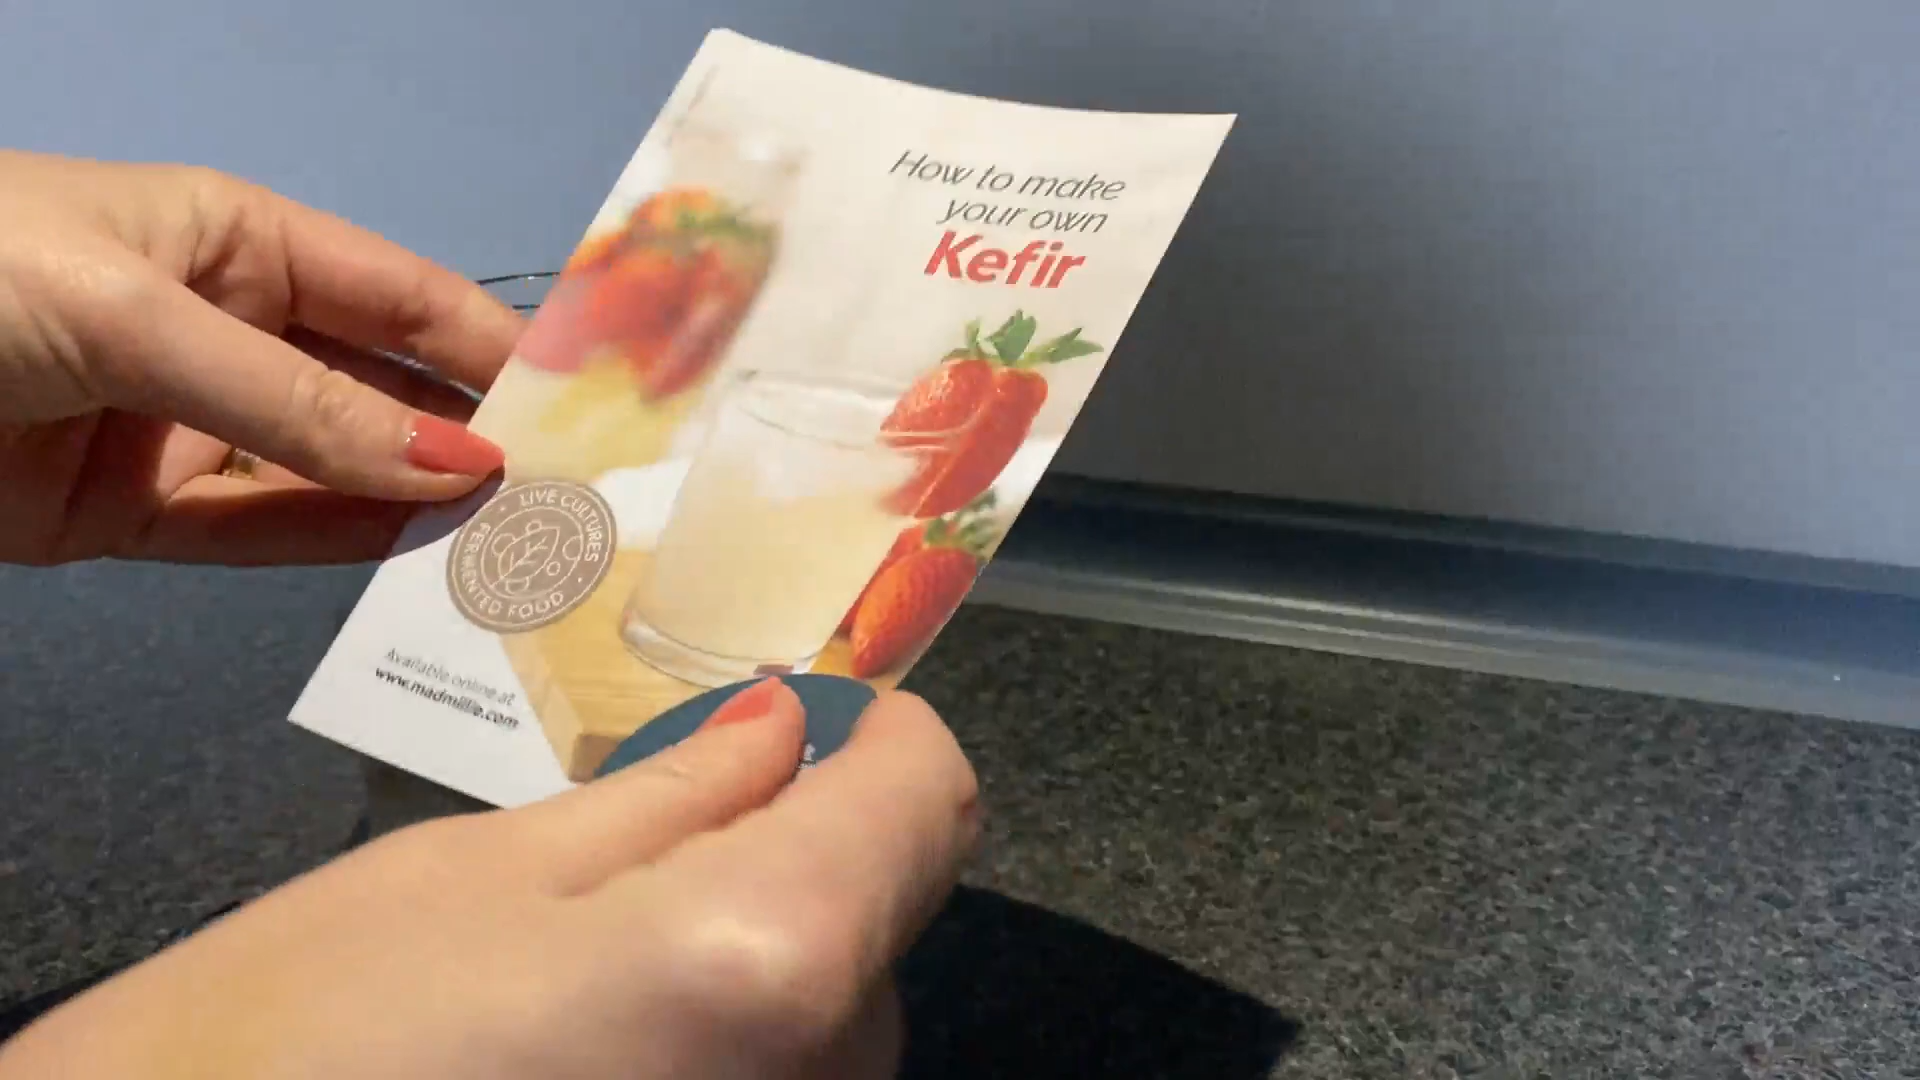 How to make
your own
Kefir
LIVE CULTURES
FERMENTED FOOD
Available online at
www.madmillie.com